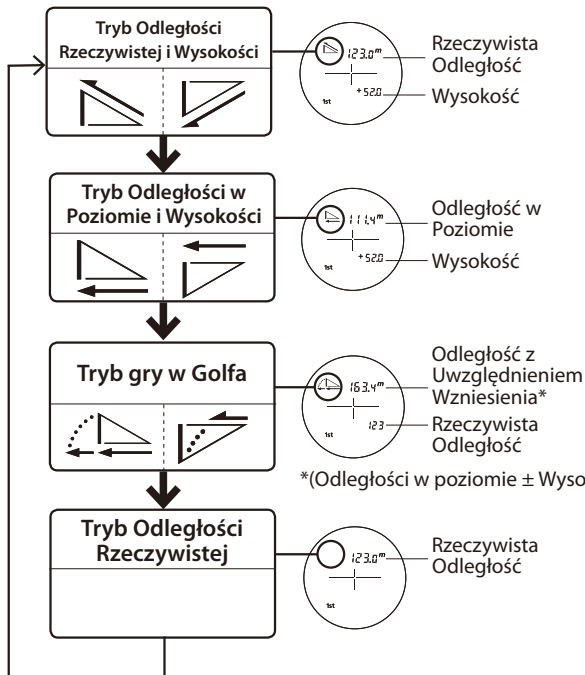 Tryb Odległości
Rzeczywistej i Wysokości
123.0m
+52.0
1st
Rzeczywista
Odległość
Wysokość
Tryb Odległości w
Poziomie i Wysokości
111.4m
+52.0
1st
Odległość w
Poziomie
Wysokość
Tryb gry w Golfa
163.4m
123
1st
Odległość z
Uwzględnieniem
Wzniesienia*
Rzeczywista
Odległość
*(Odległości w poziomie ± Wyso
Tryb Odległości
Rzeczywistej
123.0m
1st
Rzeczywista
Odległość